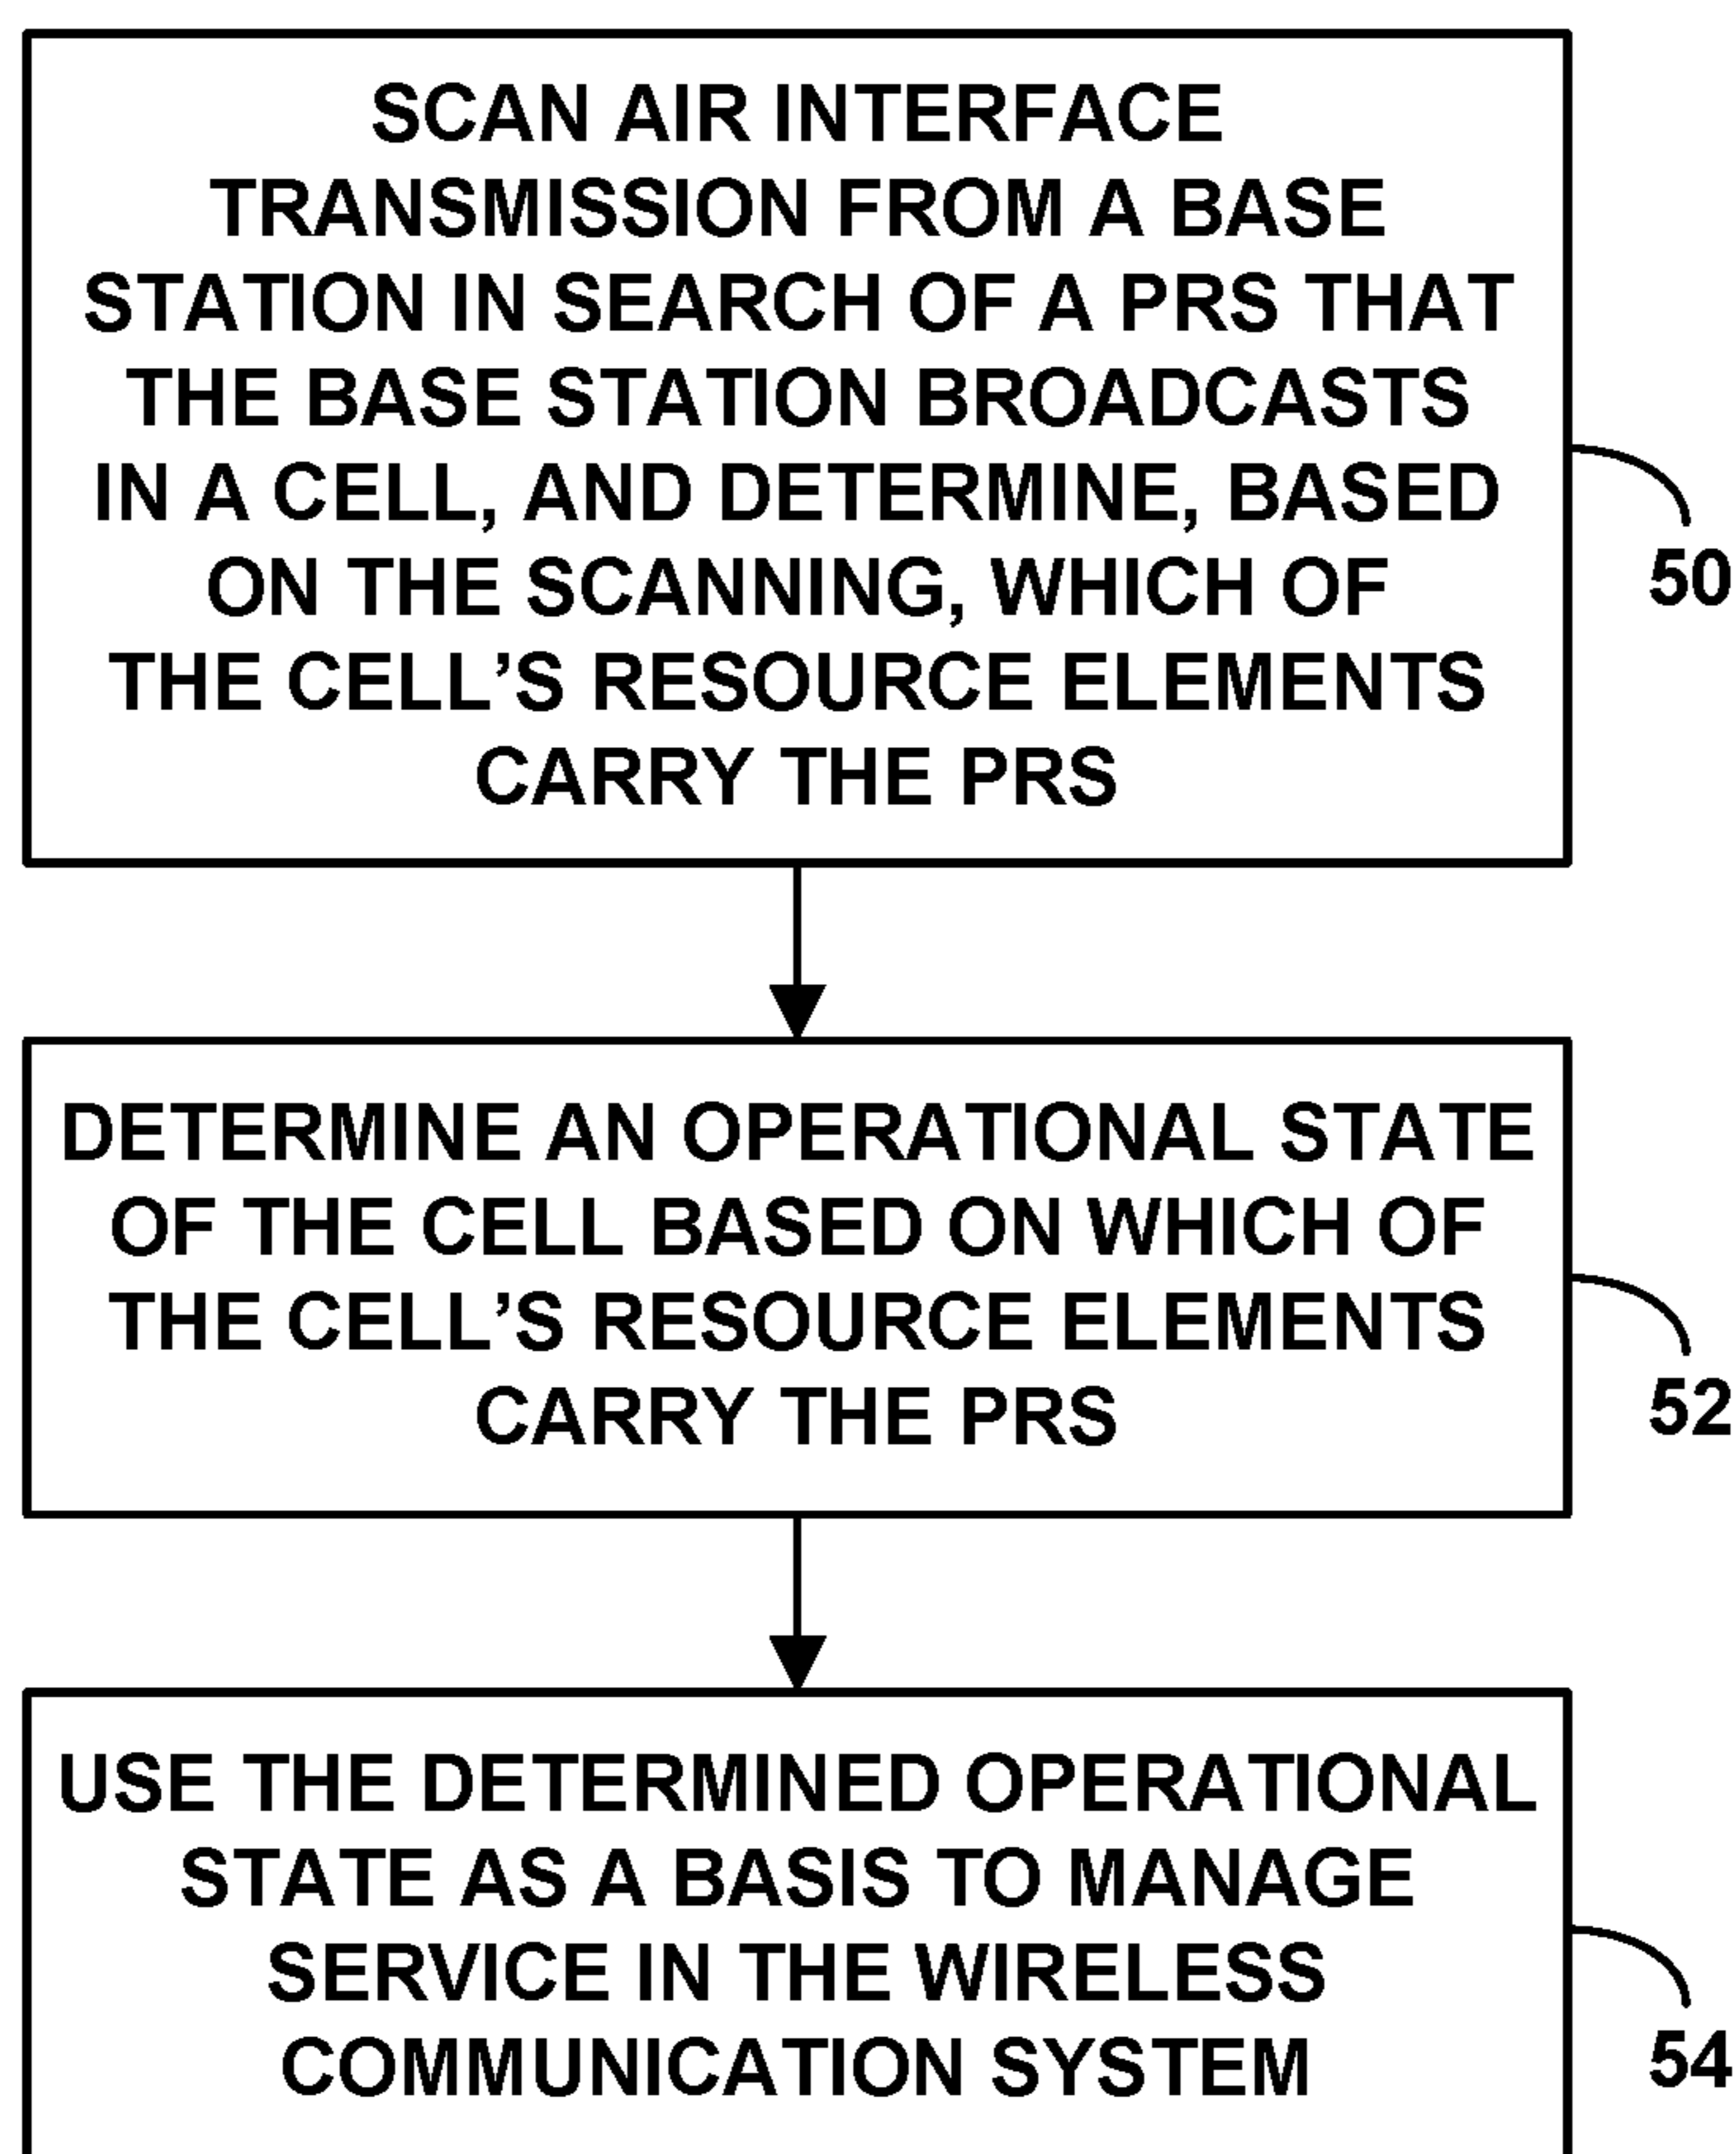 SCAN AIR INTERFACE
TRANSMISSION FROM A BASE
STATION IN SEARCH OF A PRS THAT
THE BASE STATION BROADCASTS
IN A CELL, AND DETERMINE, BASED
ON THE SCANNING, WHICH OF
THE CELL’S RESOURCE ELEMENTS
CARRY THE PRS
50
DETERMINE AN OPERATIONAL STATE
OF THE CELL BASED ON WHICH OF
THE CELL’S RESOURCE ELEMENTS
CARRY THE PRS
52
USE THE DETERMINED OPERATIONAL
STATE AS A BASIS TO MANAGE
SERVICE IN THE WIRELESS
COMMUNICATION SYSTEM
54